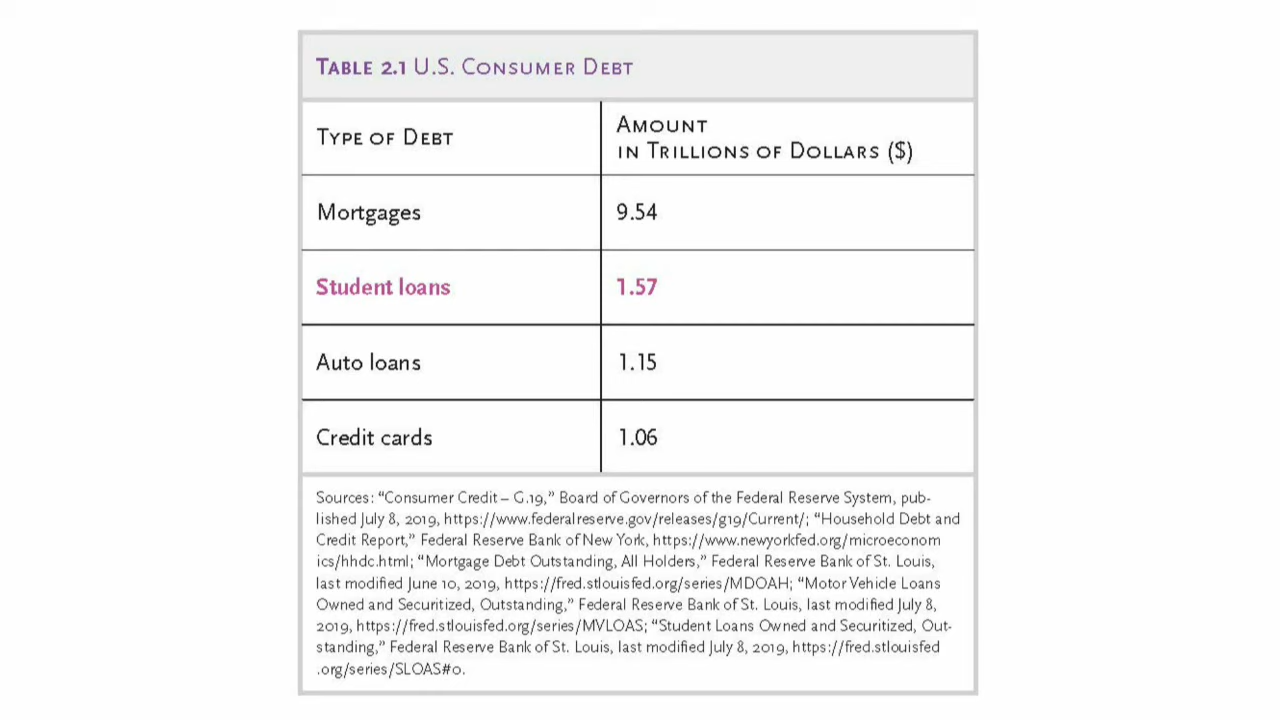 TABLE 2.1 U.S. CONSUMER DEBT
TYPE OF DEBT
AMOUNT
IN TRILLIONS OF DOLLARS ($)
Mortgages
9.54
Student loans
1.57
Auto loans
1.15
Credit cards
1.06
Sources: “Consumer Credit – G.19,” Board of Governors of the Federal Reserve System, pub-
lished July 8, 2019, https://www.federalreserve.gov/releases/g19/Current/; “Household Debt and
Credit Report,” Federal Reserve Bank of New York, https://www.newyorkfed.org/microeconom
ics/hhdc.html; “Mortgage Debt Outstanding, All Holders,” Federal Reserve Bank of St. Louis,
last modified June 10, 2019, https://fred.stlouisfed.org/series/MDOAH; “Motor Vehicle Loans
Owned and Securitized, Outstanding,” Federal Reserve Bank of St. Louis, last modified July 8,
2019, https://fred.stlouisfed.org/series/MVLOAS; “Student Loans Owned and Securitized, Out-
standing,” Federal Reserve Bank of St. Louis, last modified July 8, 2019, https://fred.stlouisfed
.org/series/SLOAS#0.